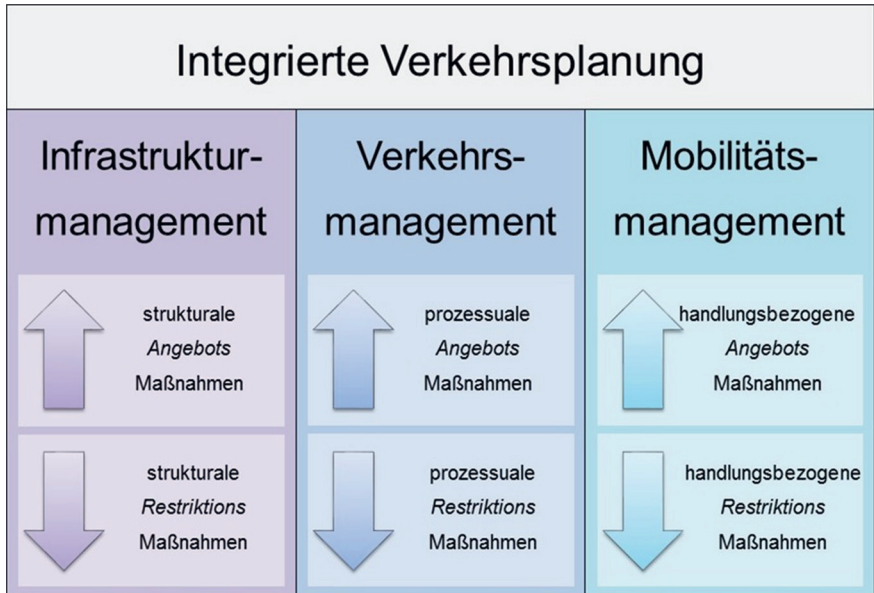 Integrierte Verkehrsplanung
Infrastruktur-
management
strukturale
Angebots
Maßnahmen
strukturale
Restriktions
Maßnahmen
Verkehrs-
management
prozessuale
Angebots
Maßnahmen
prozessuale
Restriktions
Maßnahmen
Mobilitäts-
management
handlungsbezogene
Angebots
Maßnahmen
handlungsbezogene
Restriktions
Maßnahmen